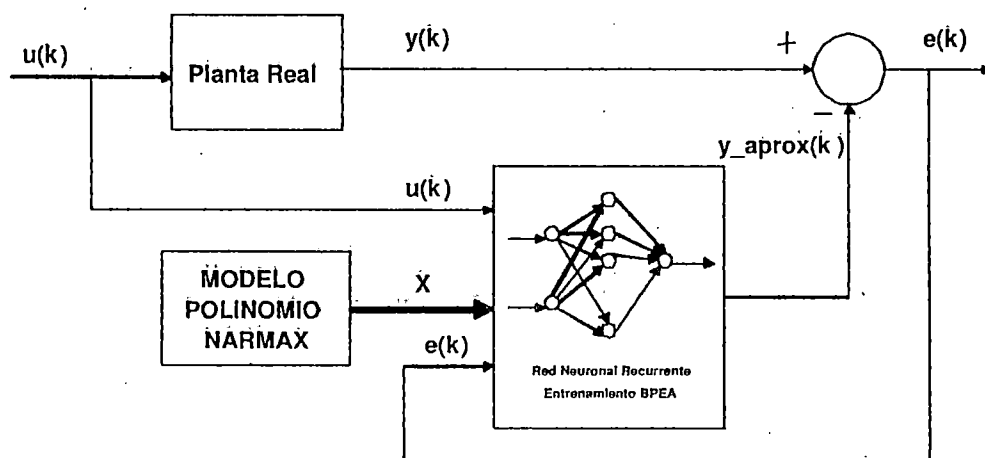 u(k)
Planta Real
y(k)
+
e(k)
−
y_aprox(k)
u(k)
MODELO
POLINOMIO
NARMAX
X
e(k)
Red Neuronal Recurrente
Entrenamiento BPEA